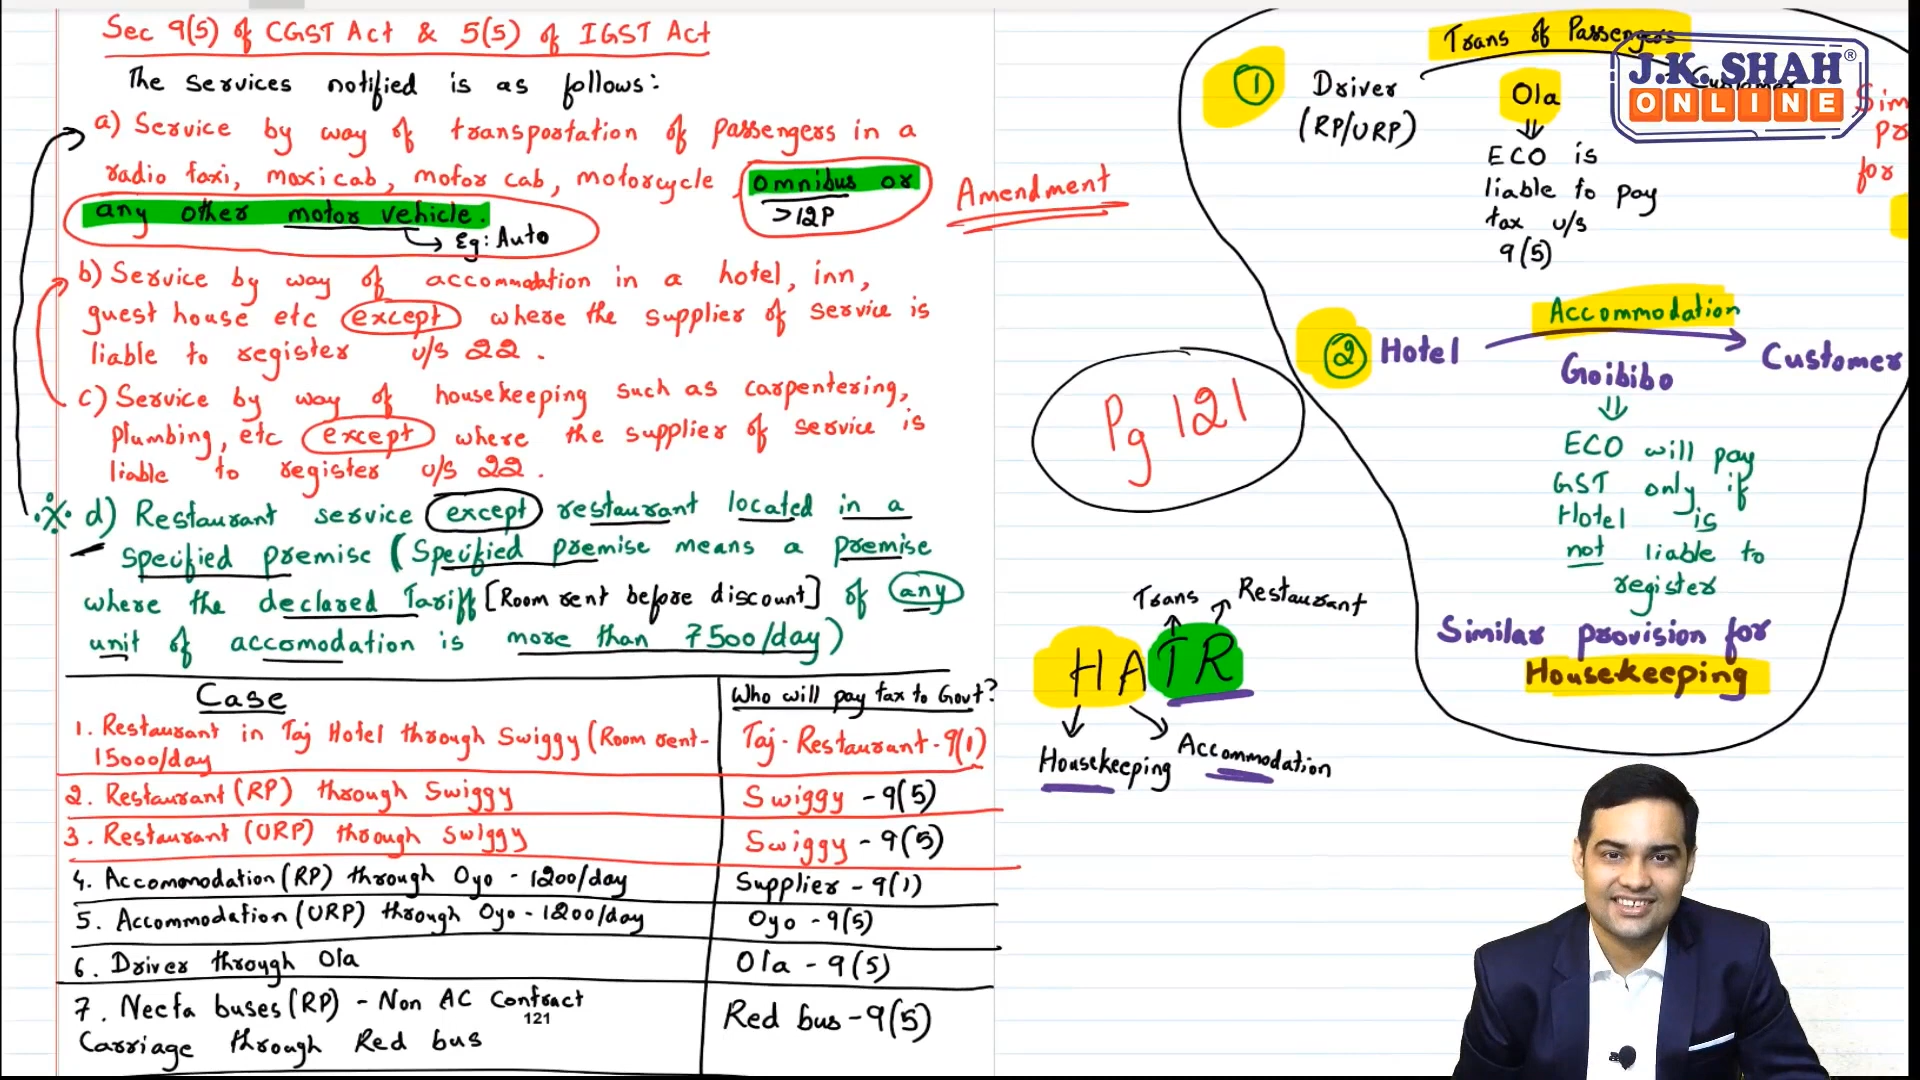 Sec 9(5) of CGST Act & 5(5) of IGST Act
The services notified is as follows:
a) Service by way of transportation of passengers in a
radio taxi, maxicab, motor cab, motorcycle, omnibus or
>12P
any other motor vehicle.
Eg: Auto
Amendment
b) Service by way of accommodation in a hotel, inn,
guest house etc except where the supplier of service is
liable to register u/s 22.
c) Service by way of housekeeping such as carpentering,
plumbing, etc except where the supplier of service is
liable to register u/s 22.
d) Restaurant service except restaurant located in a
specified premise (Specified premise means a premise
where the declared Tariff [Room rent before discount] of any
unit of accomodation is more than 7500/day)
Case
Who will pay tax to Govt?
1. Restaurant in Taj Hotel through Swiggy (Room rent-
15000/day
Taj-Restaurant-9(1)
2. Restaurant (RP) through Swiggy
Swiggy - 9(5)
3. Restaurant (URP) through Swiggy
Swiggy - 9(5)
4. Accommodation (RP) through Oyo - 1200/day
Supplier - 9(1)
5. Accommodation (URP) through Oyo - 1200/day
Oyo - 9(5)
6. Driver through Ola
Ola - 9(5)
7. Neeta buses (RP) - Non AC Contract
121
Carriage through Red bus
Red bus - 9(5)
Trans of Passengers
1 Driver
(RP/URP)
Ola
Customer
ECO is
liable to pay
tax u/s
9(5)
J.K. SHAH®
ONLINE
for
Accommodation
2 Hotel
Customer
Goibibo
ECO will pay
GST only if
Hotel is
not liable to
register
Similar provision for
Housekeeping
Pg 121
Trans
Restaurant
HATR
Housekeeping
Accommodation